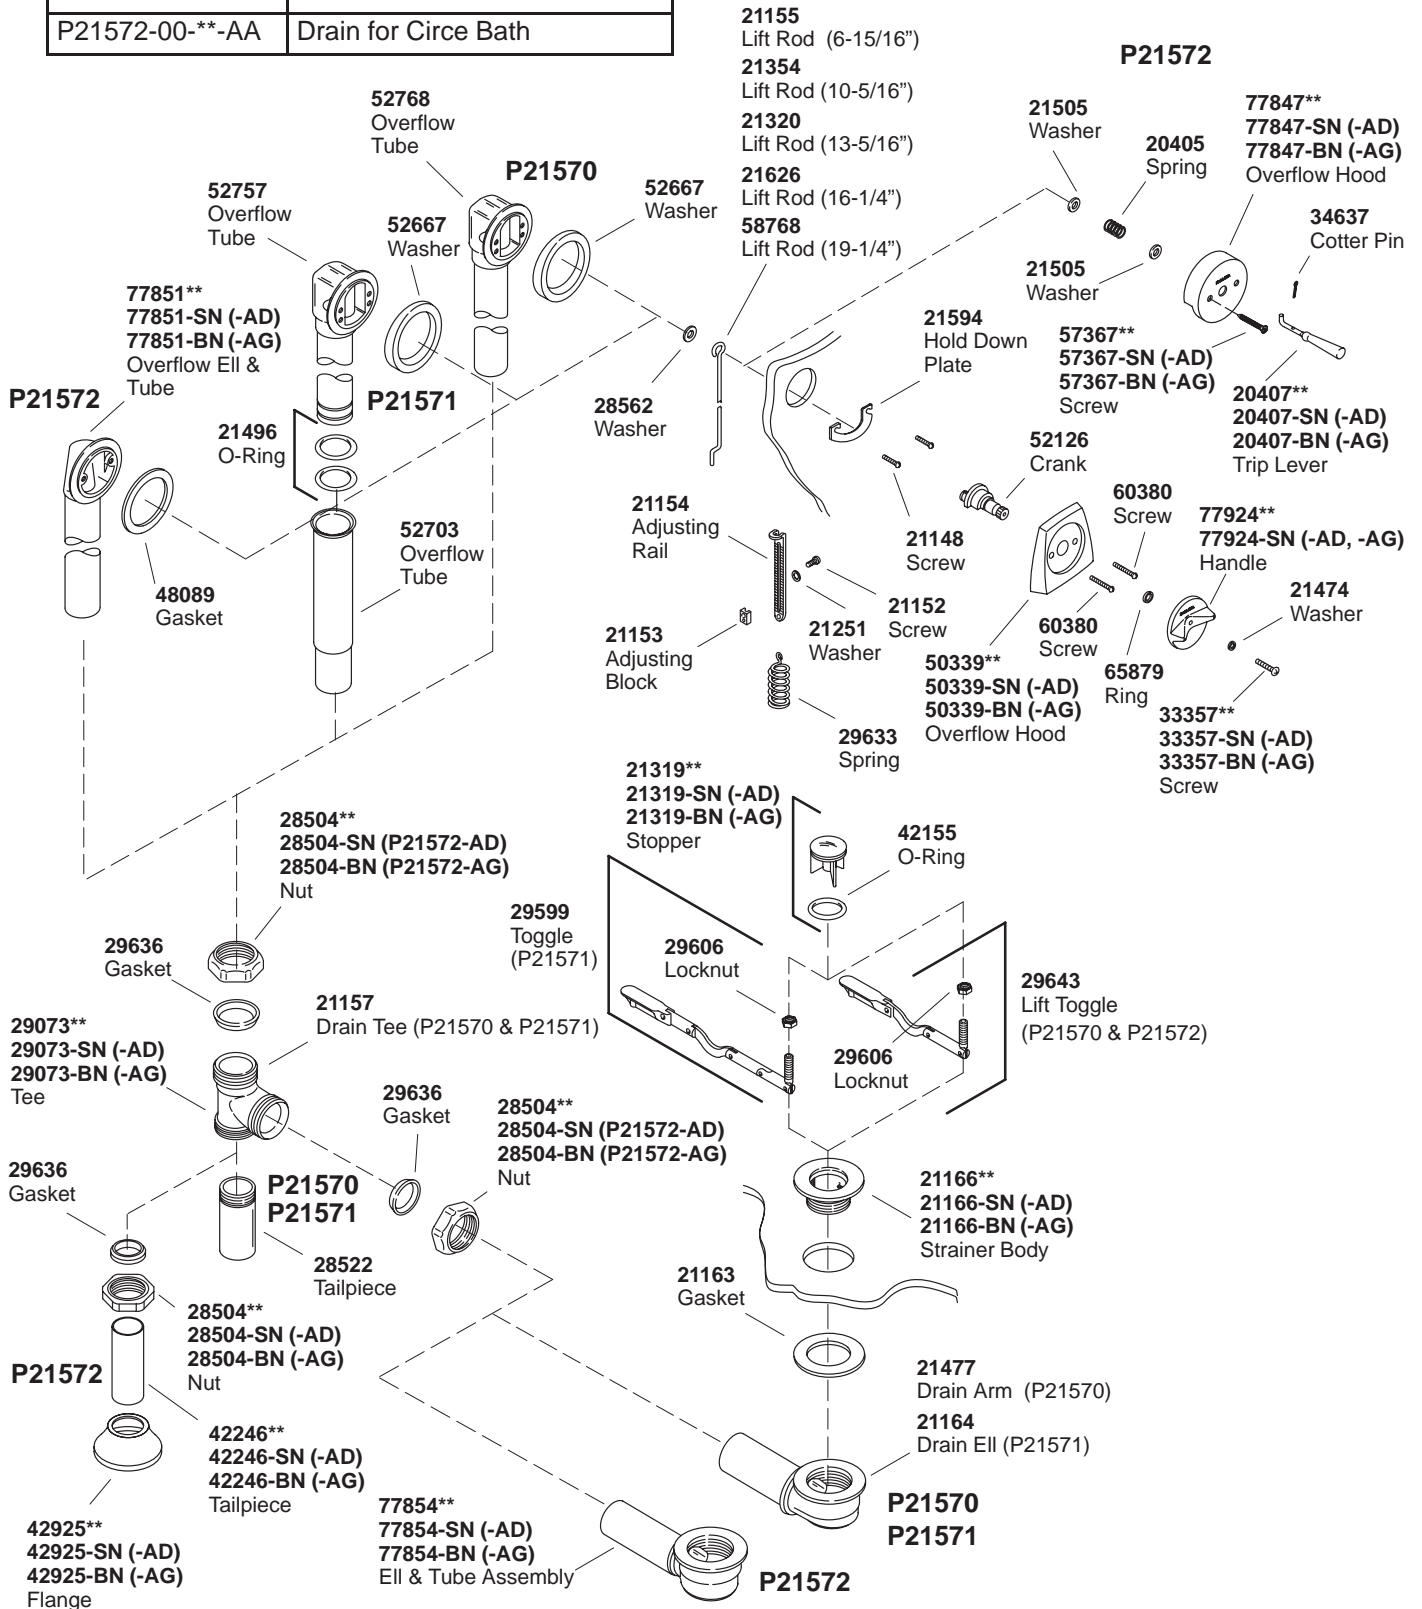 P21572-00-**-AA Drain for Circe Bath
21155
Lift Rod (6-15/16”)
21354
Lift Rod (10-5/16”)
21320
Lift Rod (13-5/16”)
21626
Lift Rod (16-1/4”)
58768
Lift Rod (19-1/4”)
P21572
52768
Overflow
Tube
P21570
52667
Washer
52757
Overflow
Tube
52667
Washer
77851**
77851-SN (-AD)
77851-BN (-AG)
Overflow Ell &
Tube
P21572
P21571
21496
O-Ring
28562
Washer
48089
Gasket
52703
Overflow
Tube
21505
Washer
20405
Spring
77847**
77847-SN (-AD)
77847-BN (-AG)
Overflow Hood
34637
Cotter Pin
21505
Washer
21594
Hold Down
Plate
57367**
57367-SN (-AD)
57367-BN (-AG)
Screw
20407**
20407-SN (-AD)
20407-BN (-AG)
Trip Lever
52126
Crank
21154
Adjusting
Rail
21148
Screw
60380
Screw
77924**
77924-SN (-AD, -AG)
Handle
21474
Washer
21153
Adjusting
Block
21251
Washer
21152
Screw
60380
Screw
65879
Ring
50339**
50339-SN (-AD)
50339-BN (-AG)
Overflow Hood
33357**
33357-SN (-AD)
33357-BN (-AG)
Screw
29633
Spring
21319**
21319-SN (-AD)
21319-BN (-AG)
Stopper
42155
O-Ring
28504**
28504-SN (P21572-AD)
28504-BN (P21572-AG)
Nut
29599
Toggle
(P21571)
29606
Locknut
29643
Lift Toggle
(P21570 & P21572)
29606
Locknut
29636
Gasket
21157
Drain Tee (P21570 & P21571)
29073**
29073-SN (-AD)
29073-BN (-AG)
Tee
29636
Gasket
28504**
28504-SN (P21572-AD)
28504-BN (P21572-AG)
Nut
29636
Gasket
P21570
P21571
28522
Tailpiece
21166**
21166-SN (-AD)
21166-BN (-AG)
Strainer Body
21163
Gasket
28504**
28504-SN (-AD)
28504-BN (-AG)
Nut
P21572
21477
Drain Arm (P21570)
21164
Drain Ell (P21571)
42246**
42246-SN (-AD)
42246-BN (-AG)
Tailpiece
77854**
77854-SN (-AD)
77854-BN (-AG)
Ell & Tube Assembly
P21570
P21571
P21572
42925**
42925-SN (-AD)
42925-BN (-AG)
Flange